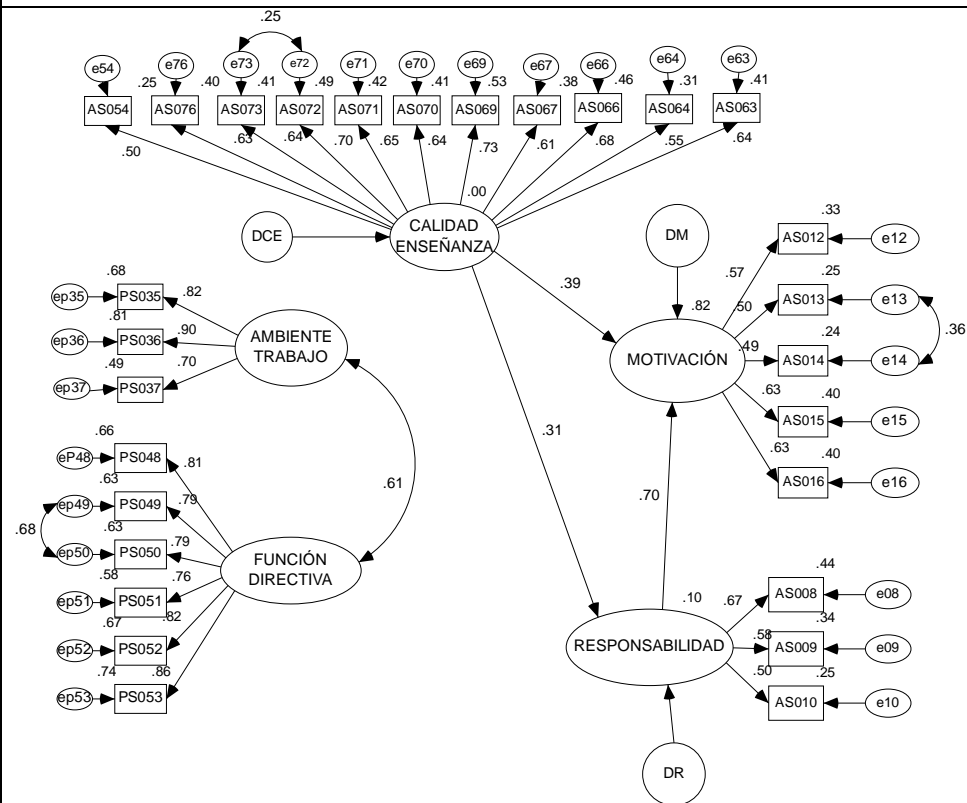 .25
e54
e76
e73
e72
e71
e70
e69
e67
e66
e64
e63
.25
.40
.41
.49
.42
.41
.53
.38
.46
.31
.41
AS054
AS076
AS073
AS072
AS071
AS070
AS069
AS067
AS066
AS064
AS063
.50
.63
.64
.70
.65
.64
.73
.61
.68
.55
.64
.00
CALIDAD
ENSEÑANZA
DCE
DM
.39
.31
.82
MOTIVACIÓN
.57
.50
.49
.63
.63
.33
AS012
e12
.25
AS013
e13
.24
AS014
e14
.36
.40
AS015
e15
.40
AS016
e16
.68
ep35
PS035
.82
.81
ep36
PS036
.90
.49
ep37
PS037
.70
AMBIENTE
TRABAJO
.61
.66
eP48
PS048
.81
.63
ep49
PS049
.79
.68
.63
ep50
PS050
.79
.58
ep51
PS051
.76
.67
ep52
PS052
.82
.74
ep53
PS053
.86
FUNCIÓN
DIRECTIVA
.70
.10
RESPONSABILIDAD
.67
.58
.50
.44
AS008
e08
.34
AS009
e09
.25
AS010
e10
DR